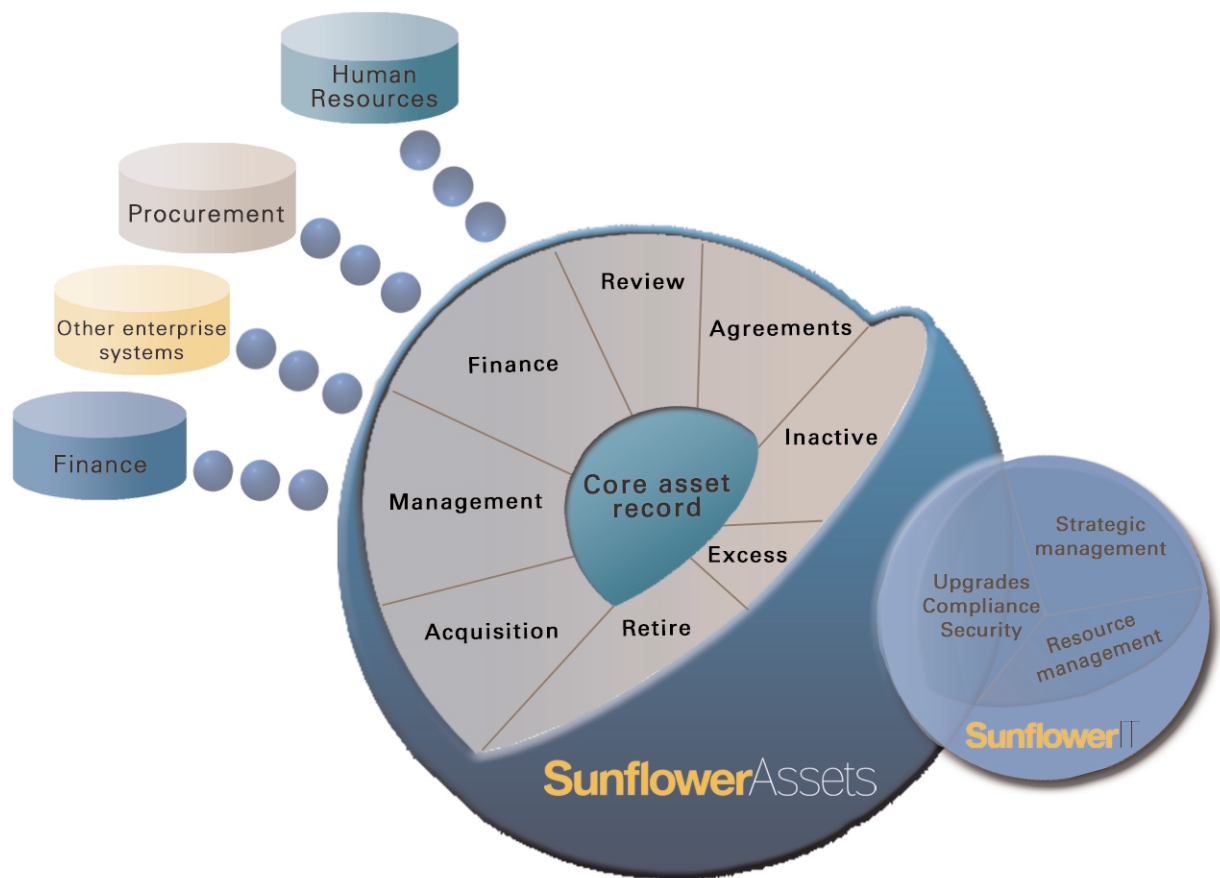 Human
Resources
Procurement
Other enterprise
systems
Finance
Review
Agreements
Finance
Inactive
Management
Core asset
record
Excess
Acquisition
Retire
SunflowerAssets
Strategic
management
Upgrades
Compliance
Security
Resource
management
SunflowerIT